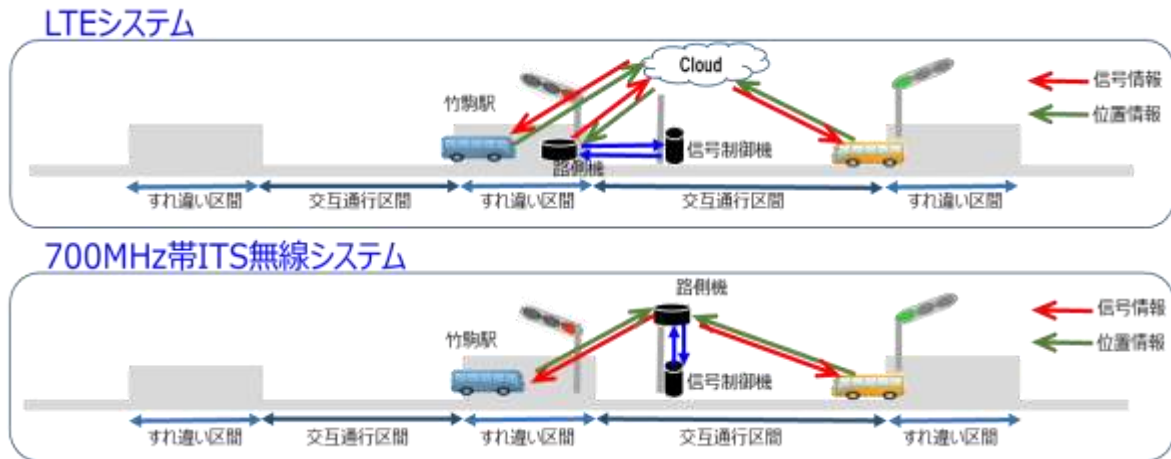 LTEシステム
Cloud
信号情報
竹駒駅
位置情報
信号制御機
路側機
すれ違い区間
交互通行区間
すれ違い区間
交互通行区間
すれ違い区間
700MHz帯ITS無線システム
路側機
信号情報
竹駒駅
位置情報
信号制御機
すれ違い区間
交互通行区間
すれ違い区間
交互通行区間
すれ違い区間